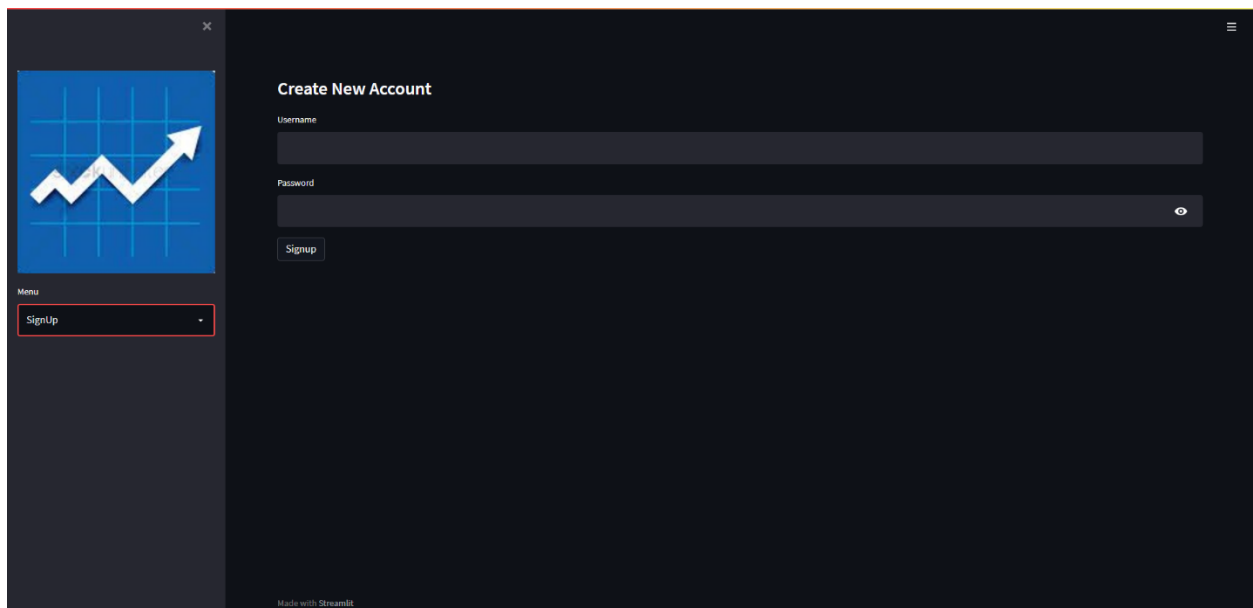 Menu
SignUp
Create New Account
Username
Password
Signup
Made with Streamlit